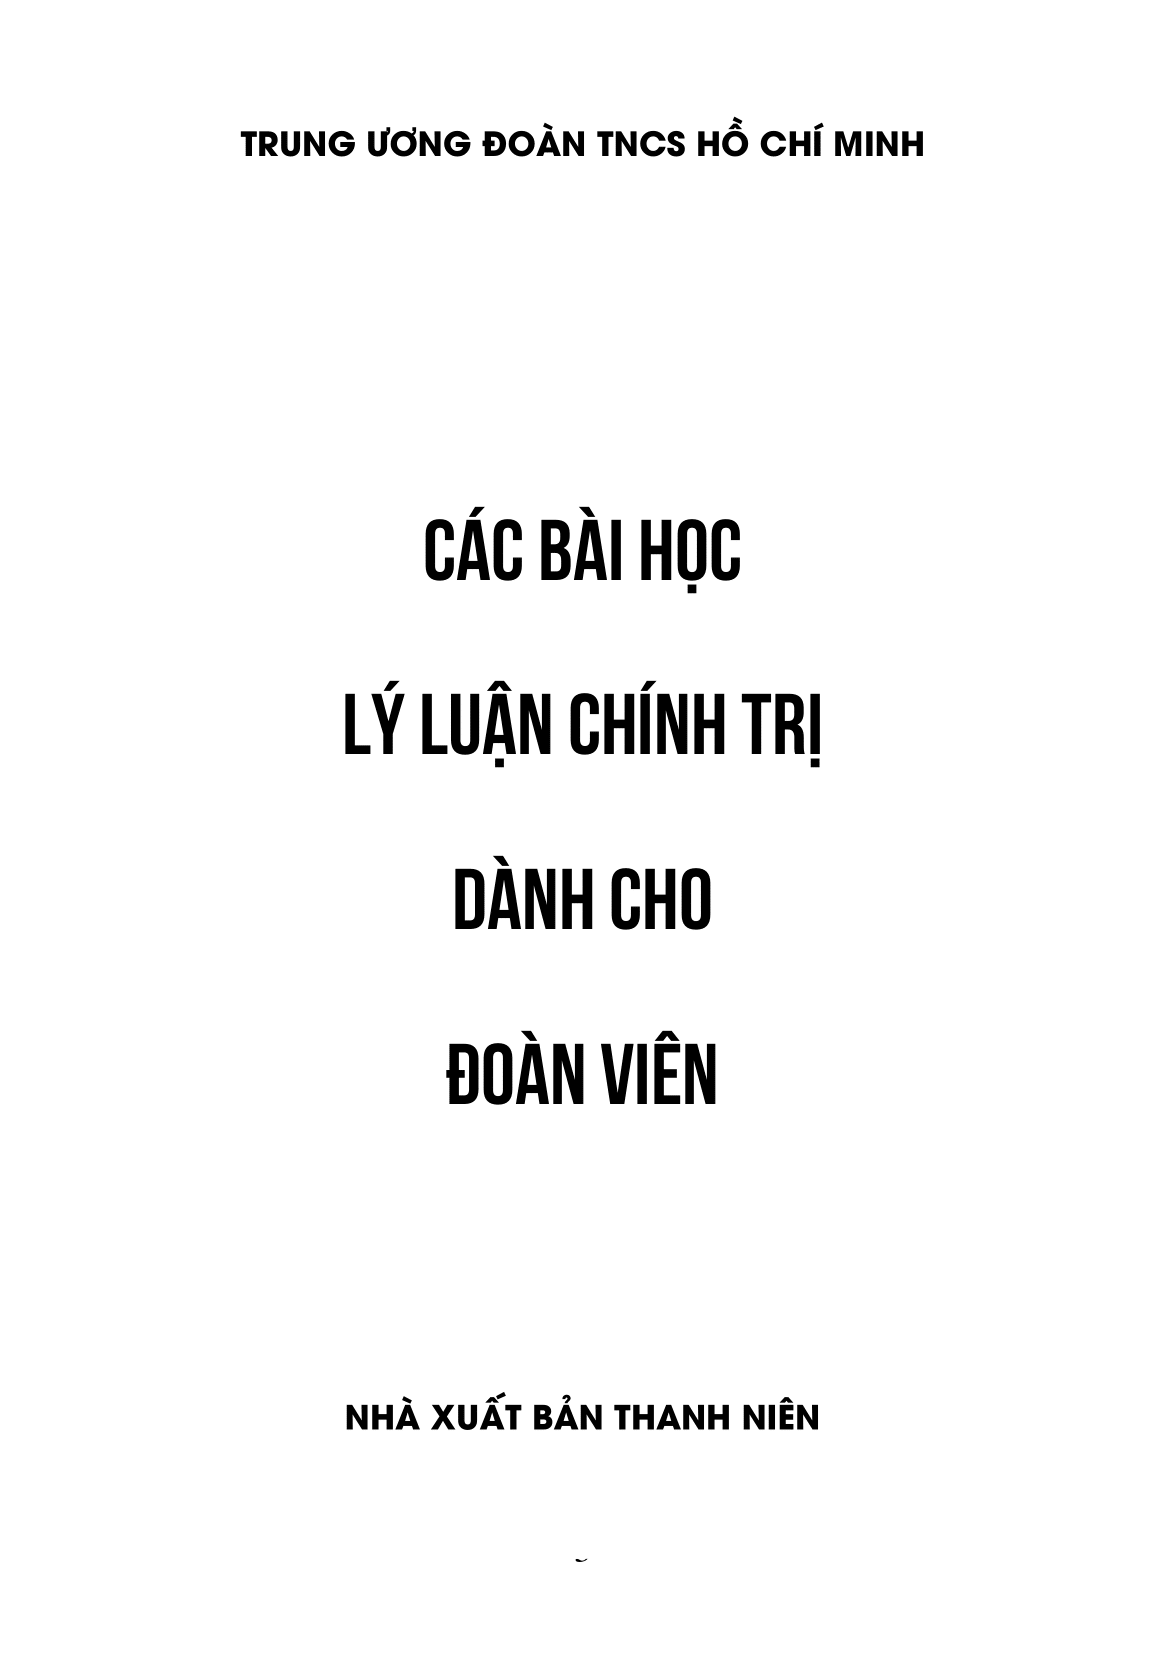 TRUNG ƯƠNG ĐOÀN TNCS HỒ CHÍ MINH
CÁC BÀI HỌC
LÝ LUẬN CHÍNH TRỊ
DÀNH CHO
ĐOÀN VIÊN
NHÀ XUẤT BẢN THANH NIÊN